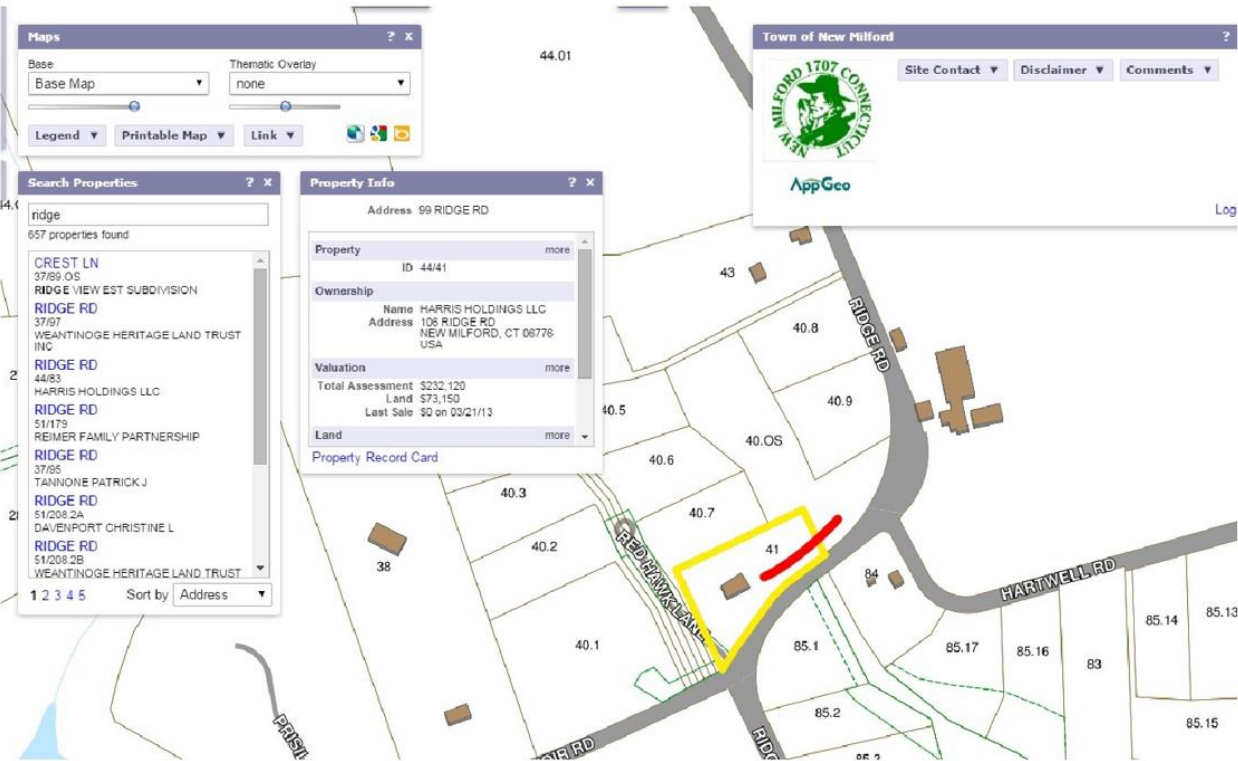 Maps ? x
Base Thematic Overlay
Base Map none
Legend Printable Map Link
Search Properties ? x
ridge
657 properties found
CREST LN
37/89.OS
RIDGE VIEW EST SUBDIVISION
RIDGE RD
37/97
WEANTINOGE HERITAGE LAND TRUST
INC
RIDGE RD
44/83
HARRIS HOLDINGS LLC
RIDGE RD
51/179
REIMER FAMILY PARTNERSHIP
RIDGE RD
37/95
TANNONE PATRICK J
RIDGE RD
51/208.2A
DAVENPORT CHRISTINE L
RIDGE RD
51/208.2B
WEANTINOGE HERITAGE LAND TRUST
1 2 3 4 5 Sort by Address
Property Info ? x
Address 99 RIDGE RD
Property more
ID 44/41
Ownership
Name HARRIS HOLDINGS LLC
Address 106 RIDGE RD
NEW MILFORD, CT 06776
USA
Valuation more
Total Assessment $232,120
Land $73,150
Last Sale $0 on 03/21/13
Land more
Property Record Card
Town of New Milford ?
Site Contact Disclaimer Comments
NEW MILFORD 1707 CONNECTICUT
AppGeo
Log
44.01
43
RIDGE RD
40.8
40.9
40.5
40.OS
40.6
40.3
40.7
40.2
41
38
RED HAWK LANE
84
HARTWELL RD
85.14
85.13
40.1
85.1
85.17
85.16
83
85.2
85.15